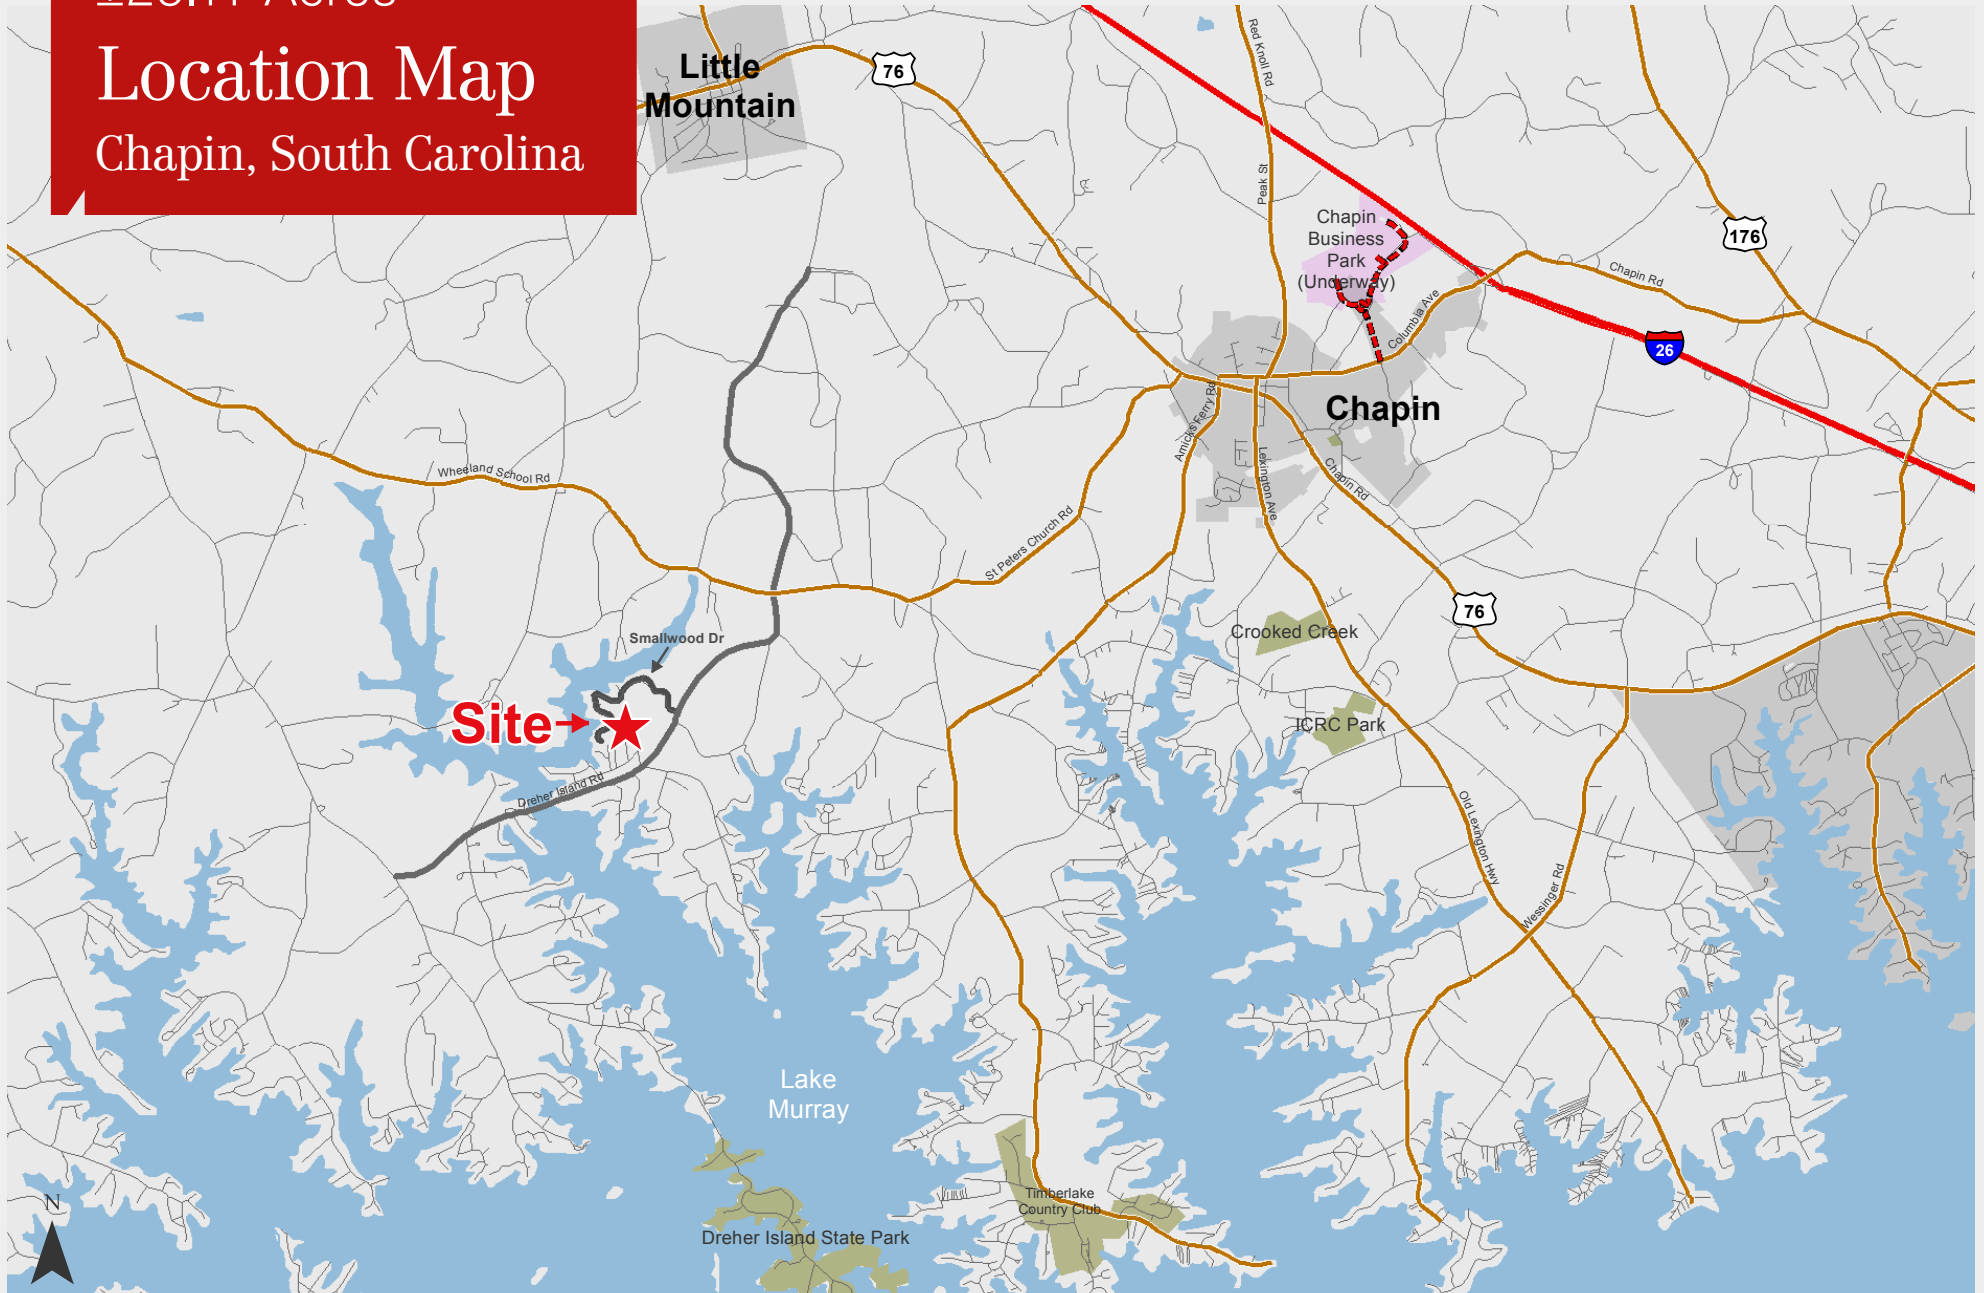 Acres
Location Map
Chapin, South Carolina
Little
Mountain
76
Red Knoll Rd
Peak St
Chapin
Business
Park
(Underway)
176
Chapin Rd
Columbia Ave
26
Chapin
Amicks Ferry Rd
Lexington Ave
Chapin Rd
Wheeland School Rd
St Peters Church Rd
76
Smallwood Dr
Crooked Creek
Site
ICRC Park
Dreher Island Rd
Old Lexington Hwy
Wessinger Rd
Lake
Murray
Timberlake
Country Club
N
Dreher Island State Park